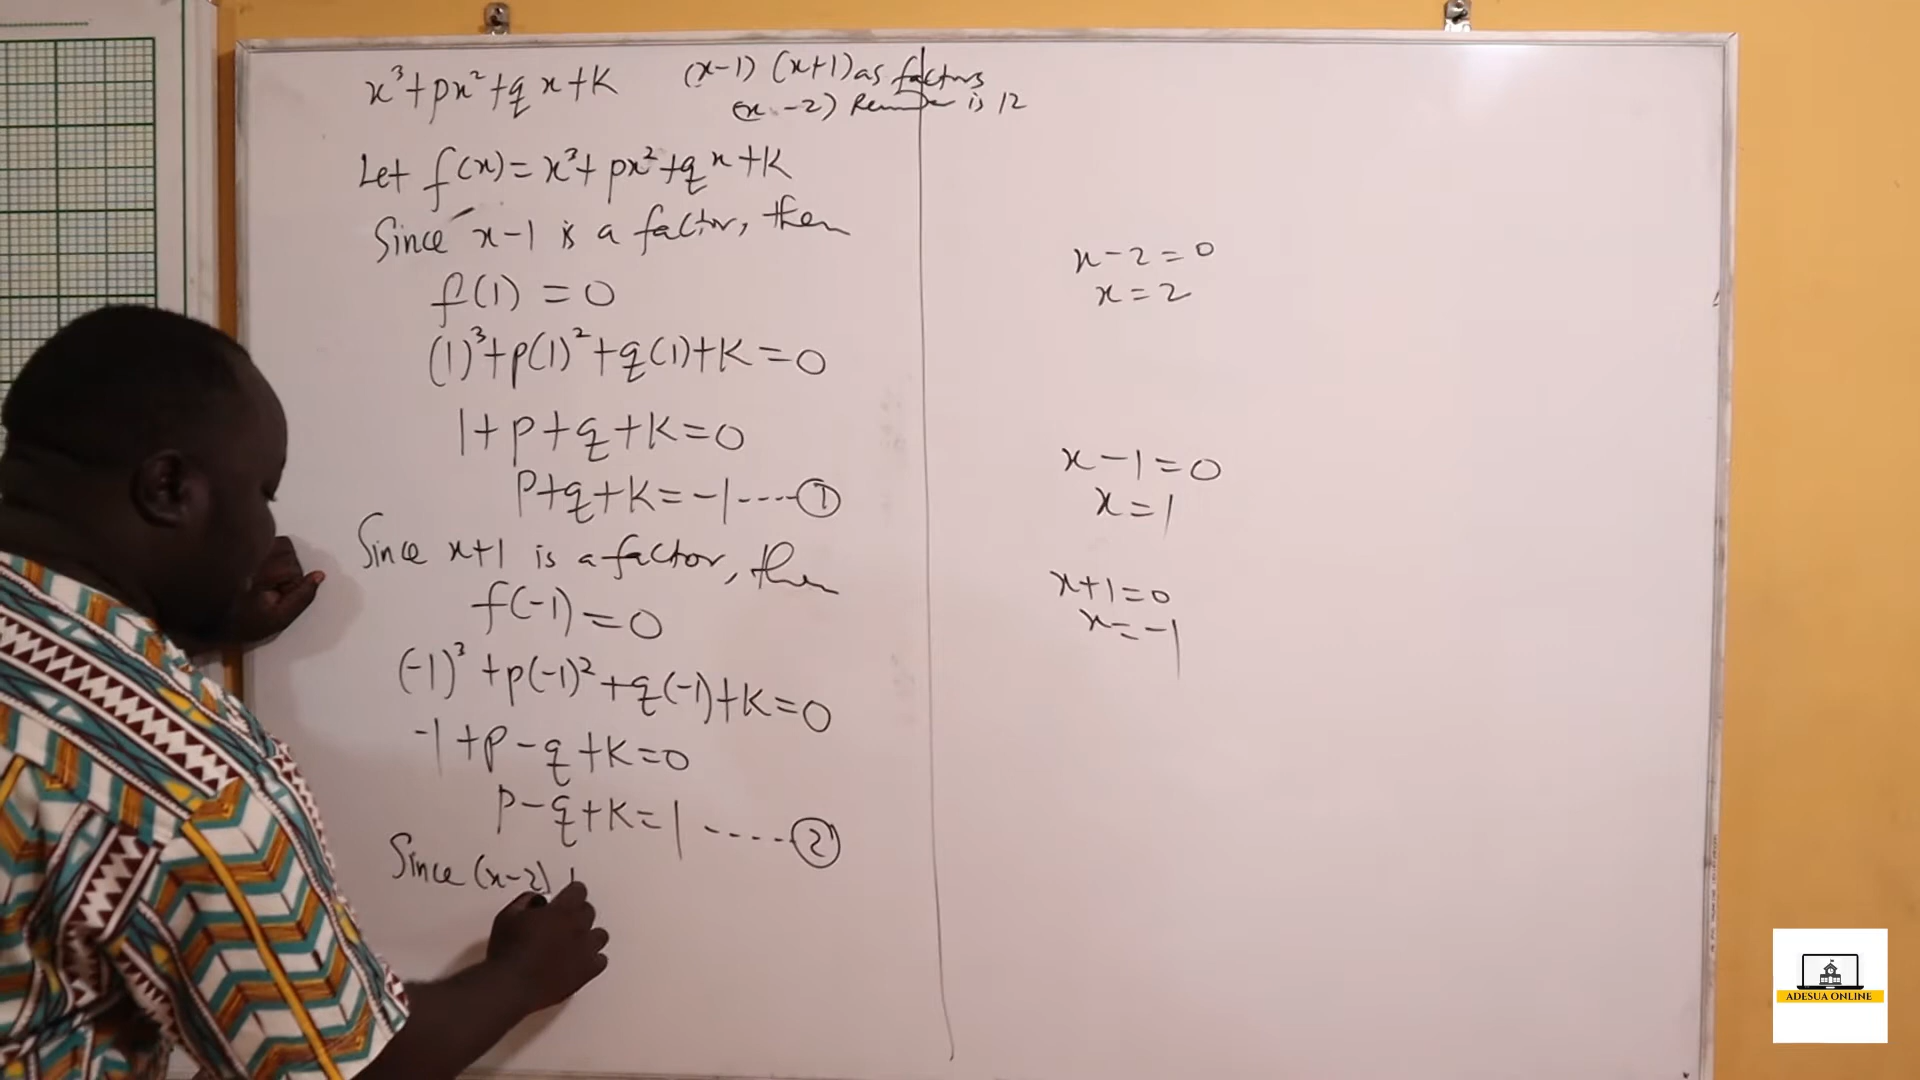 x³+px²+qx+K
(x-1) (x+1) as factors
(x-2) is 12
Let f(x)=x³+px²+qx+K
Since x-1 is a factor, then
f(1)=0
(1)³+p(1)²+q(1)+K=0
1+p+q+K=0
P+q+K=-1----①
Since x+1 is a factor, then
f(-1)=0
(-1)³+p(-1)²+q(-1)+K=0
-1+p-q+K=0
P-q+K=1-----②
Since (x-2)
x-2=0
x=2
x-1=0
x=1
x+1=0
x=-1
ADESUA ONLINE